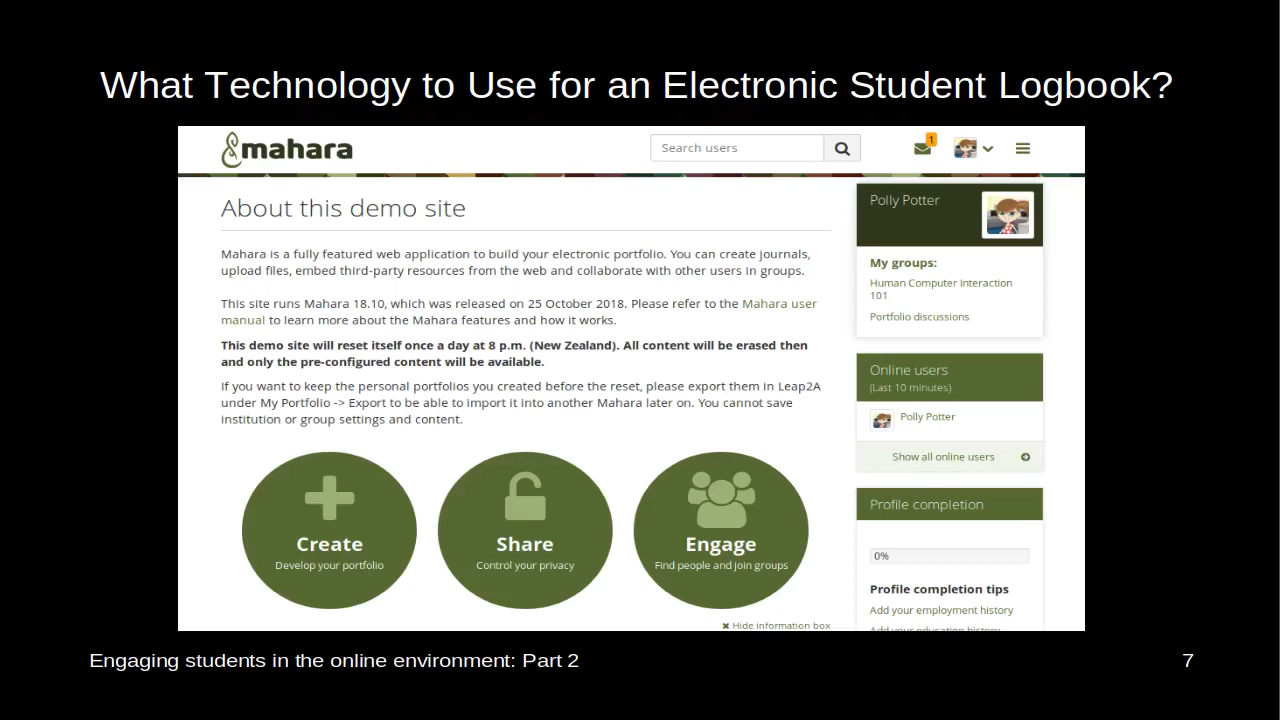 What Technology to Use for an Electronic Student Logbook?
mahara
Search users
1
About this demo site
Mahara is a fully featured web application to build your electronic portfolio. You can create journals,
upload files, embed third-party resources from the web and collaborate with other users in groups.
This site runs Mahara 18.10, which was released on 25 October 2018. Please refer to the Mahara user
manual to learn more about the Mahara features and how it works.
This demo site will reset itself once a day at 8 p.m. (New Zealand). All content will be erased then
and only the pre-configured content will be available.
If you want to keep the personal portfolios you created before the reset, please export them in Leap2A
under My Portfolio -> Export to be able to import it into another Mahara later on. You cannot save
institution or group settings and content.
Create
Develop your portfolio
Share
Control your privacy
Engage
Find people and join groups
Hide information box
Polly Potter
My groups:
Human Computer Interaction
101
Portfolio discussions
Online users
(Last 10 minutes)
Polly Potter
Show all online users
Profile completion
0%
Profile completion tips
Add your employment history
Add your education history
Engaging students in the online environment: Part 2
7